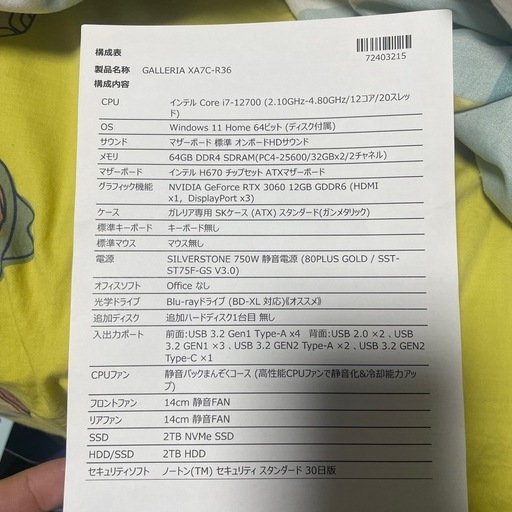 構成表
72403215
製品名称 GALLERIA XA7C-R36
構成内容
CPU インテル Core i7-12700 (2.10GHz-4.80GHz/12コア/20スレッ
ド)
OS Windows 11 Home 64ビット (ディスク付属)
サウンド マザーボード 標準 オンボードHDサウンド
メモリ 64GB DDR4 SDRAM(PC4-25600/32GBx2/2チャネル)
マザーボード インテル H670 チップセット ATXマザーボード
グラフィック機能 NVIDIA GeForce RTX 3060 12GB GDDR6 (HDMI
x1, DisplayPort x3)
ケース ガレリア専用 SKケース (ATX) スタンダード(ガンメタリック)
標準キーボード キーボード無し
標準マウス マウス無し
電源 SILVERSTONE 750W 静音電源 (80PLUS GOLD / SST-
ST75F-GS V3.0)
オフィスソフト Office なし
光学ドライブ Blu-rayドライブ (BD-XL 対応)《オススメ》
追加ディスク 追加ハードディスク1台目 無し
入出力ポート 前面:USB 3.2 Gen1 Type-A x4 背面:USB 2.0 ×2 、USB
3.2 GEN1 ×3 、USB 3.2 GEN2 Type-A ×2 、USB 3.2 GEN2
Type-C ×1
CPUファン 静音パックまんぞくコース (高性能CPUファンで静音化&冷却能力アッ
プ)
フロントファン 14cm 静音FAN
リアファン 14cm 静音FAN
SSD 2TB NVMe SSD
HDD/SSD 2TB HDD
セキュリティソフト ノートン(TM) セキュリティ スタンダード 30日版